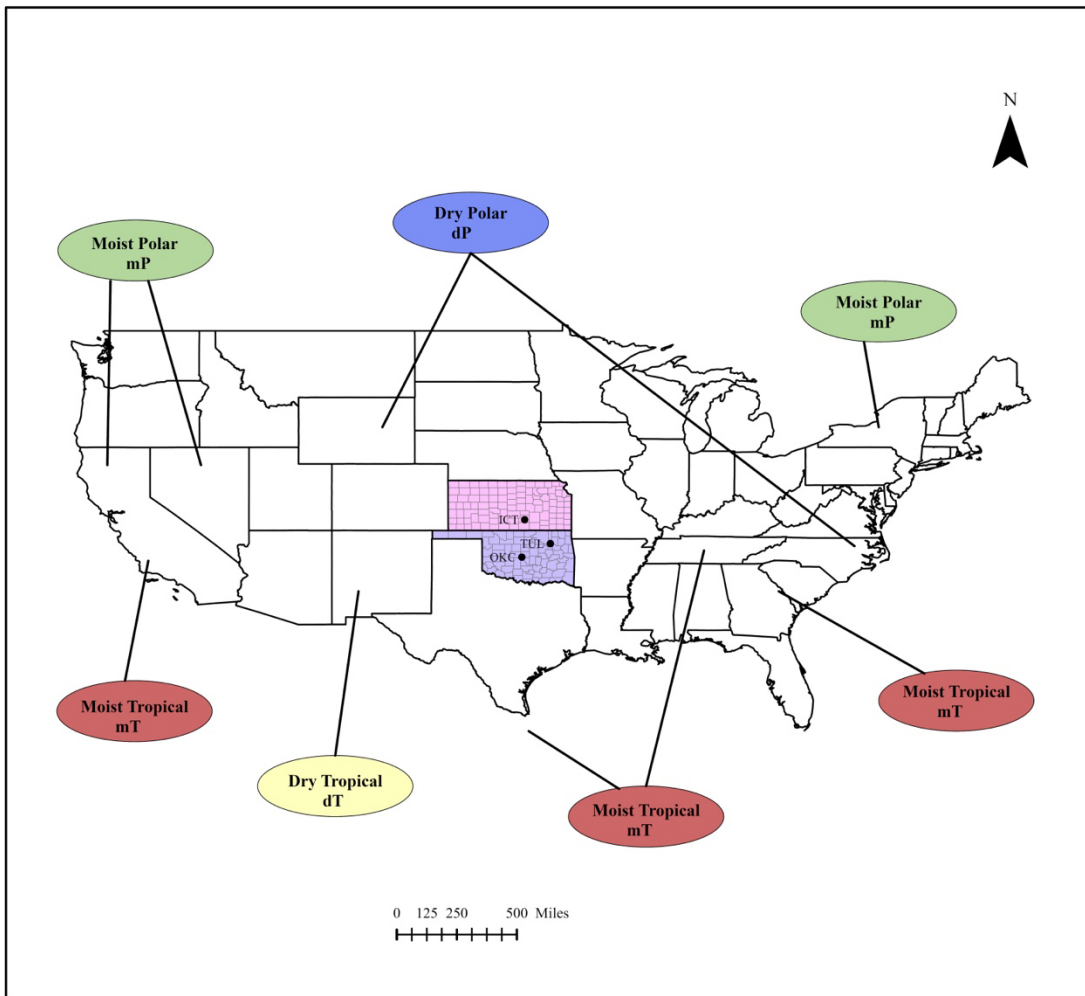 N
Dry Polar
dP
Moist Polar
mP
Moist Polar
mP
ICT
TUL
OKC
Moist Tropical
mT
Moist Tropical
mT
Dry Tropical
dT
Moist Tropical
mT
0 125 250 500 Miles